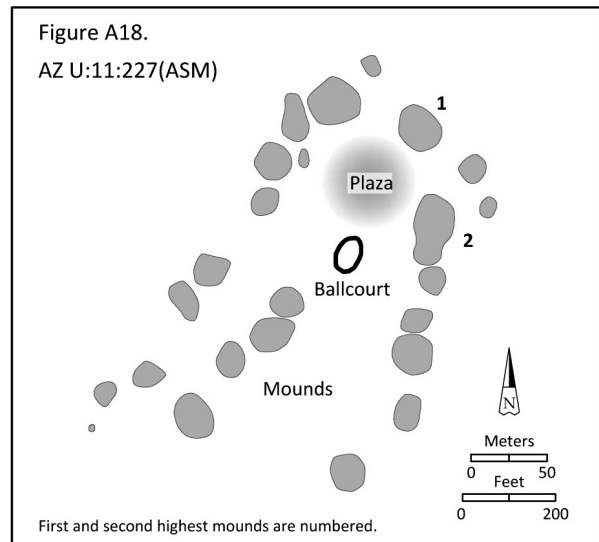 Figure A18.
AZ U:11:227(ASM)
1
Plaza
2
Ballcourt
Mounds
N
Meters
0 50
Feet
0 200
First and second highest mounds are numbered.